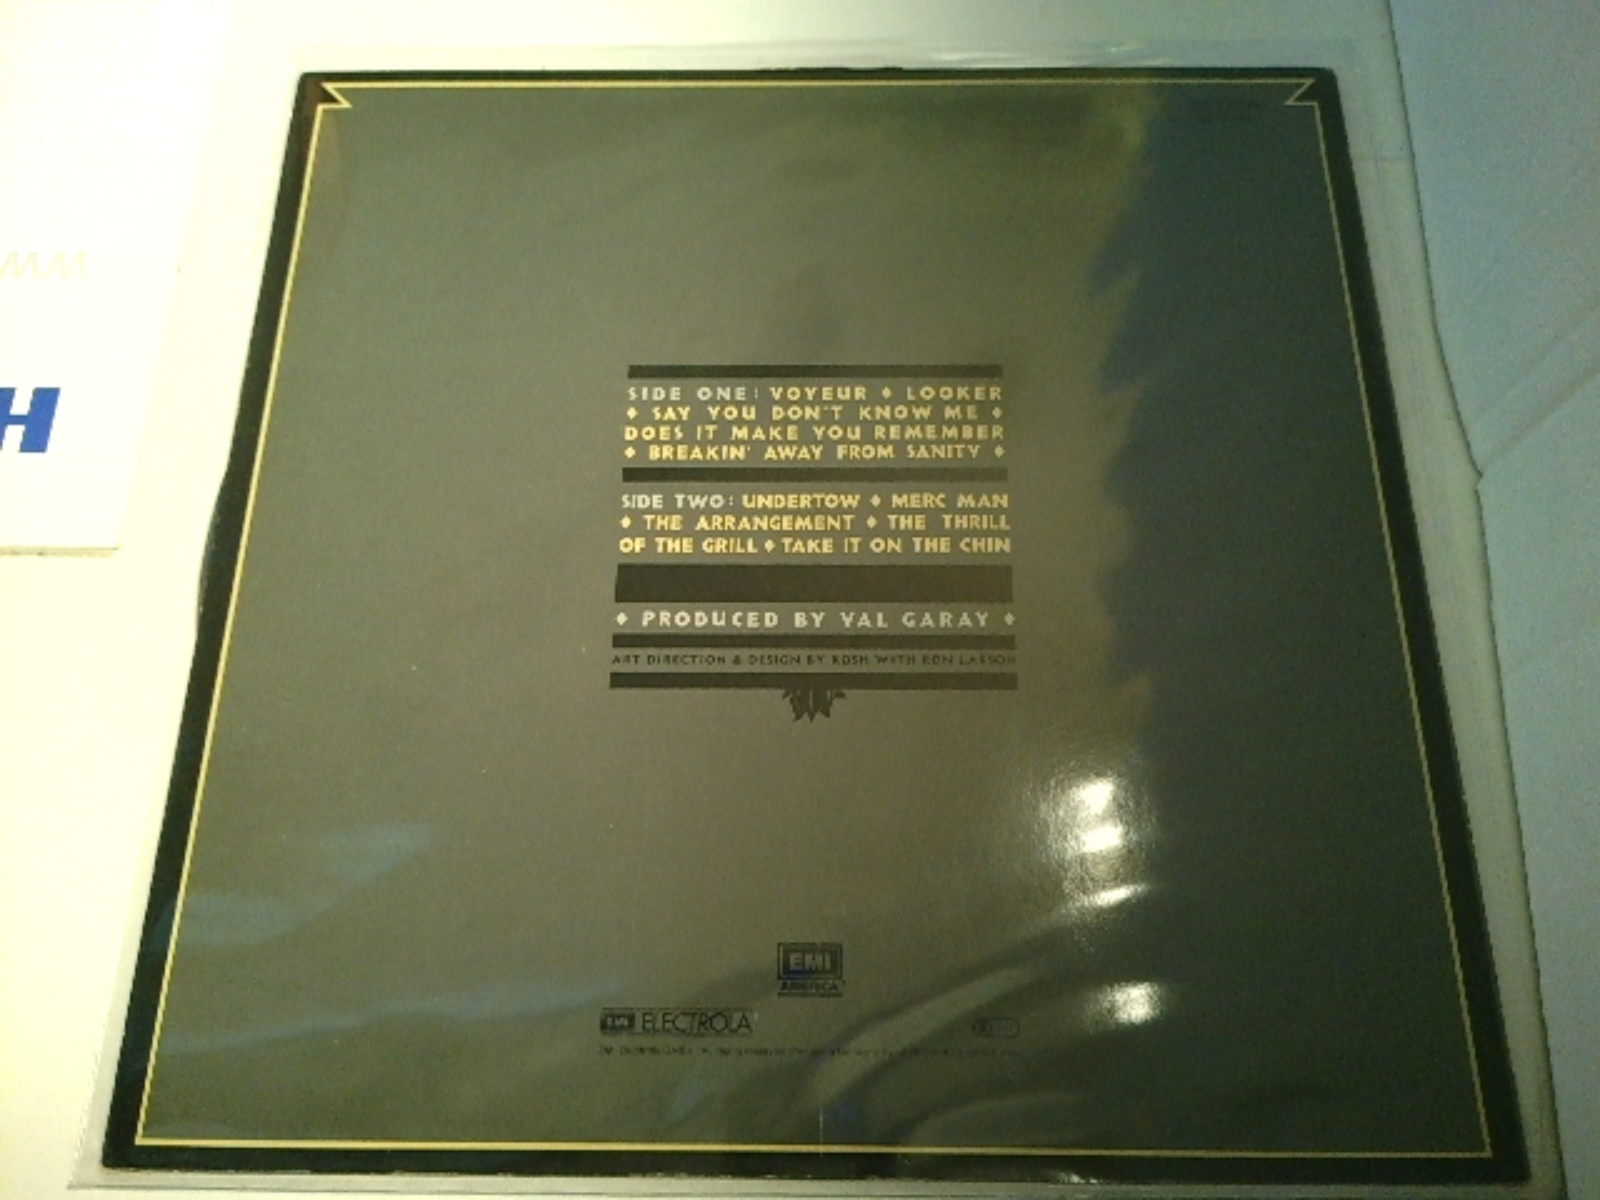 SIDE ONE: VOYEUR ♦ LOOKER
♦ SAY YOU DON'T KNOW ME ♦
DOES IT MAKE YOU REMEMBER
♦ BREAKIN' AWAY FROM SANITY ♦
SIDE TWO: UNDERTOW ♦ MERC MAN
♦ THE ARRANGEMENT ♦ THE THRILL
OF THE GRILL ♦ TAKE IT ON THE CHIN
♦ PRODUCED BY VAL GARAY ♦
ART DIRECTION & DESIGN BY KOSH WITH RON LARSON
EMI
AMERICA
EMI ELECTROLA
H